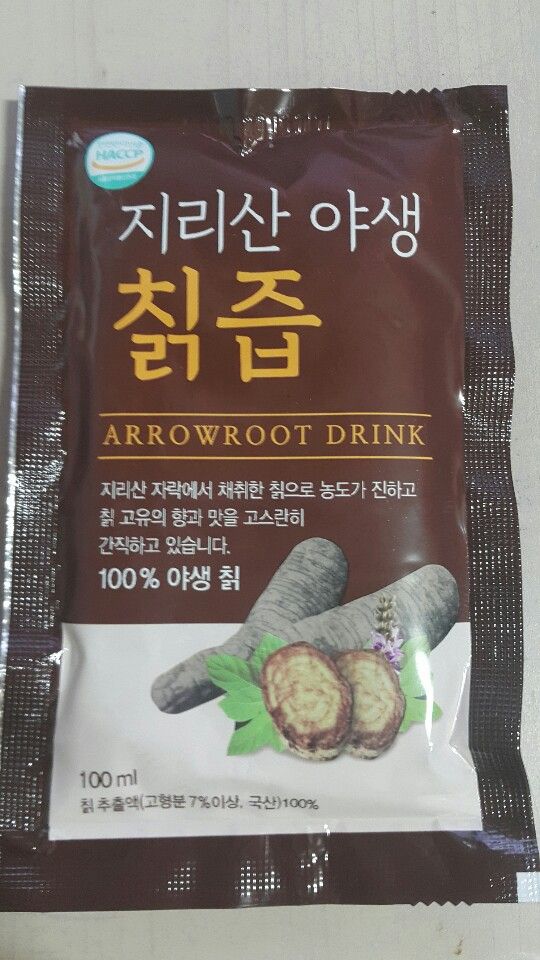 HACCP
지리산 야생
칡즙
ARROWROOT DRINK
지리산 자락에서 채취한 칡으로 농도가 진하고
칡 고유의 향과 맛을 고스란히
간직하고 있습니다.
100% 야생 칡
100ml
칡 추출액(고형분 7%이상, 국산)100%